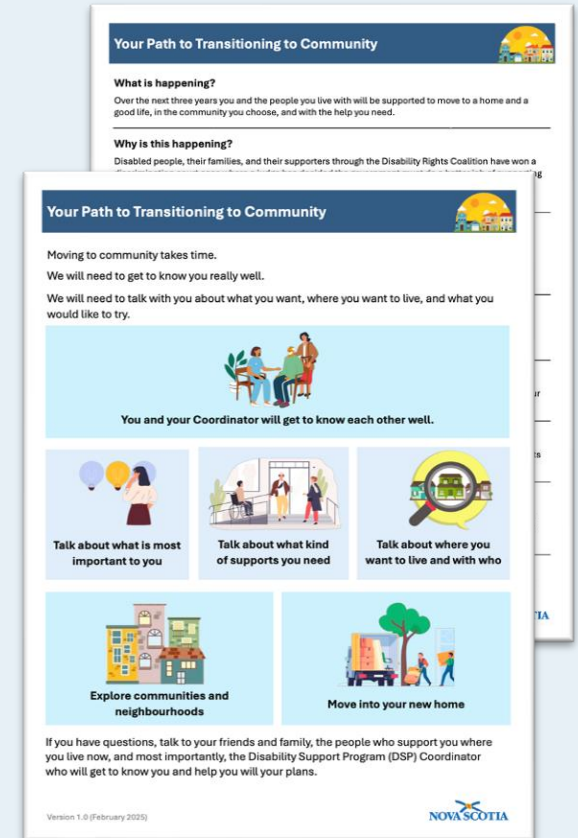 Your Path to Transitioning to Community
What is happening?
Over the next three years you and the people you live with will be supported to move to a home and a
good life, in the community you choose, and with the help you need.
Why is this happening?
Disabled people, their families, and their supporters through the Disability Rights Coalition have won a
Your Path to Transitioning to Community
Moving to community takes time.
We will need to get to know you really well.
We will need to talk with you about what you want, where you want to live, and what you
would like to try.
You and your Coordinator will get to know each other well.
Talk about what is most
important to you
Talk about what kind
of supports you need
Talk about where you
want to live and with who
Explore communities and
neighbourhoods
Move into your new home
If you have questions, talk to your friends and family, the people who support you where
you live now, and most importantly, the Disability Support Program (DSP) Coordinator
who will get to know you and help you will your plans.
Version 1.0 (February 2025)
NOVA SCOTIA